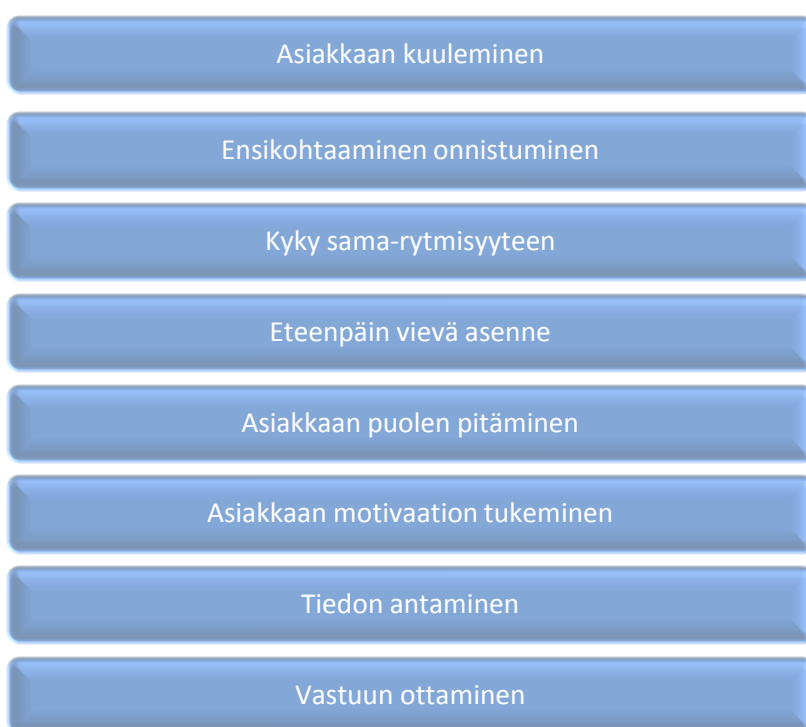 Asiakkaan kuuleminen
Ensikohtaaminen onnistuminen
Kyky sama-rytmisyyteen
Eteenpäin vievä asenne
Asiakkaan puolen pitäminen
Asiakkaan motivaation tukeminen
Tiedon antaminen
Vastuun ottaminen